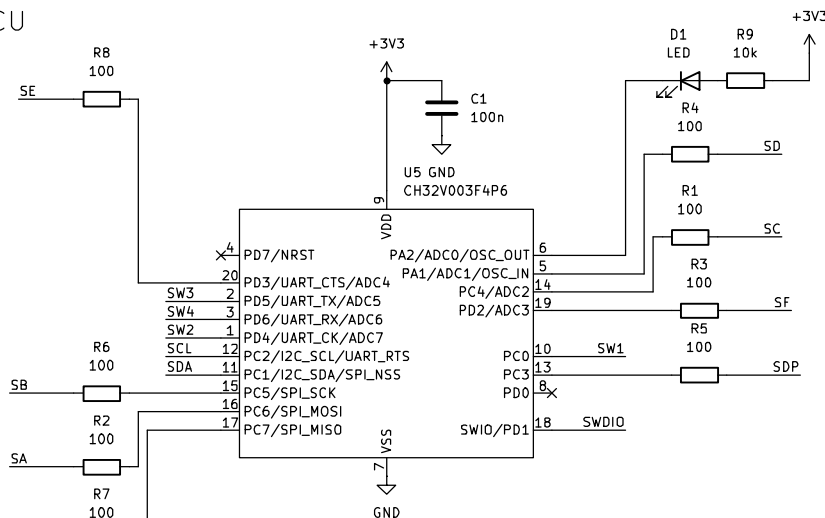 CU
+3V3
R8
100
SE
+3V3
C1
100n
D1
LED
R9
10k
R4
100
SD
U5 GND
CH32V003F4P6
9
VDD
R1
100
SC
4 PD7/NRST
PA2/ADC0/OSC_OUT 6
PA1/ADC1/OSC_IN 5
20 PD3/UART_CTS/ADC4
PC4/ADC2 14
R3
100
SW3 2 PD5/UART_TX/ADC5
PD2/ADC3 19
SF
SW4 3 PD6/UART_RX/ADC6
SW2 1 PD4/UART_CK/ADC7
R5
100
SCL 12 PC2/I2C_SCL/UART_RTS
PC0 10 SW1
SDA 11 PC1/I2C_SDA/SPI_NSS
PC3 13
SDP
R6
100
SB
15 PC5/SPI_SCK
PD0 8
16 PC6/SPI_MOSI
17 PC7/SPI_MISO
SWIO/PD1 18 SWDIO
R2
100
SA
VSS
7
GND
R7
100